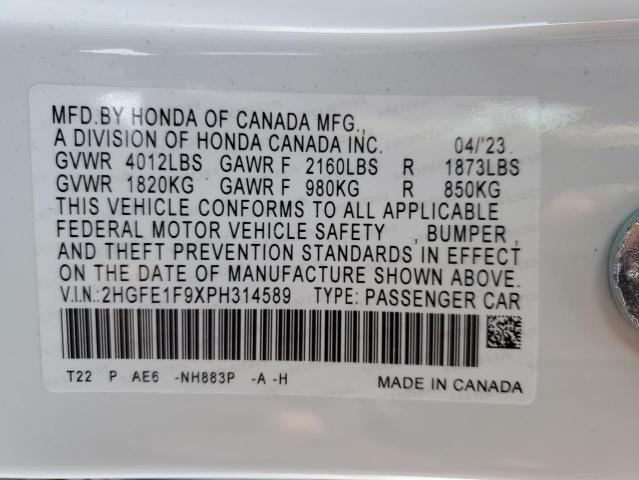 MFD.BY HONDA OF CANADA MFG.,
A DIVISION OF HONDA CANADA INC. 04/'23
GVWR 4012LBS GAWR F 2160LBS R 1873LBS
GVWR 1820KG GAWR F 980KG R 850KG
THIS VEHICLE CONFORMS TO ALL APPLICABLE
FEDERAL MOTOR VEHICLE SAFETY , BUMPER ,
AND THEFT PREVENTION STANDARDS IN EFFECT
ON THE DATE OF MANUFACTURE SHOWN ABOVE.
V.I.N.:2HGFE1F9XPH314589 TYPE: PASSENGER CAR
T22 P AE6 -NH883P -A -H
MADE IN CANADA